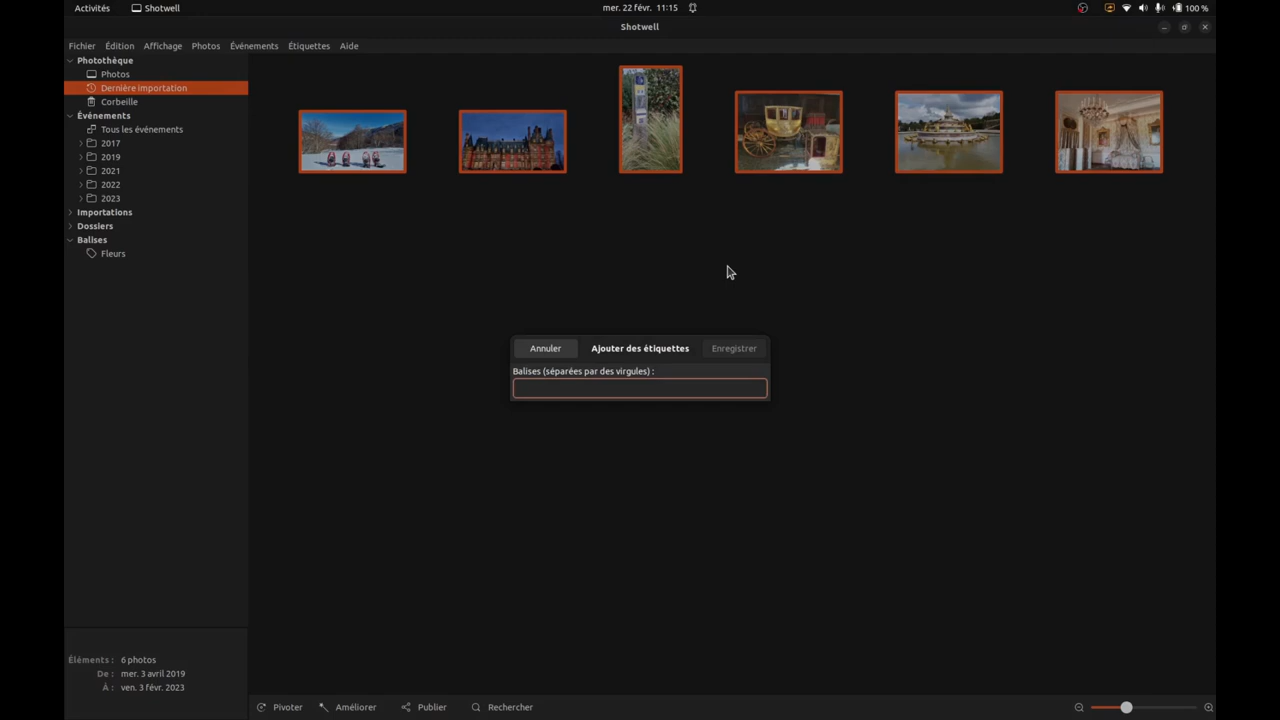 Activités
Shotwell
mer. 22 févr. 11:15
100 %
Shotwell
Fichier Édition Affichage Photos Événements Étiquettes Aide
Photothèque
Photos
Dernière importation
Corbeille
Événements
Tous les événements
2017
2019
2021
2022
2023
Importations
Dossiers
Balises
Fleurs
Annuler
Ajouter des étiquettes
Enregistrer
Balises (séparées par des virgules) :
Éléments : 6 photos
De : mer. 3 avril 2019
À : ven. 3 févr. 2023
Pivoter
Améliorer
Publier
Rechercher